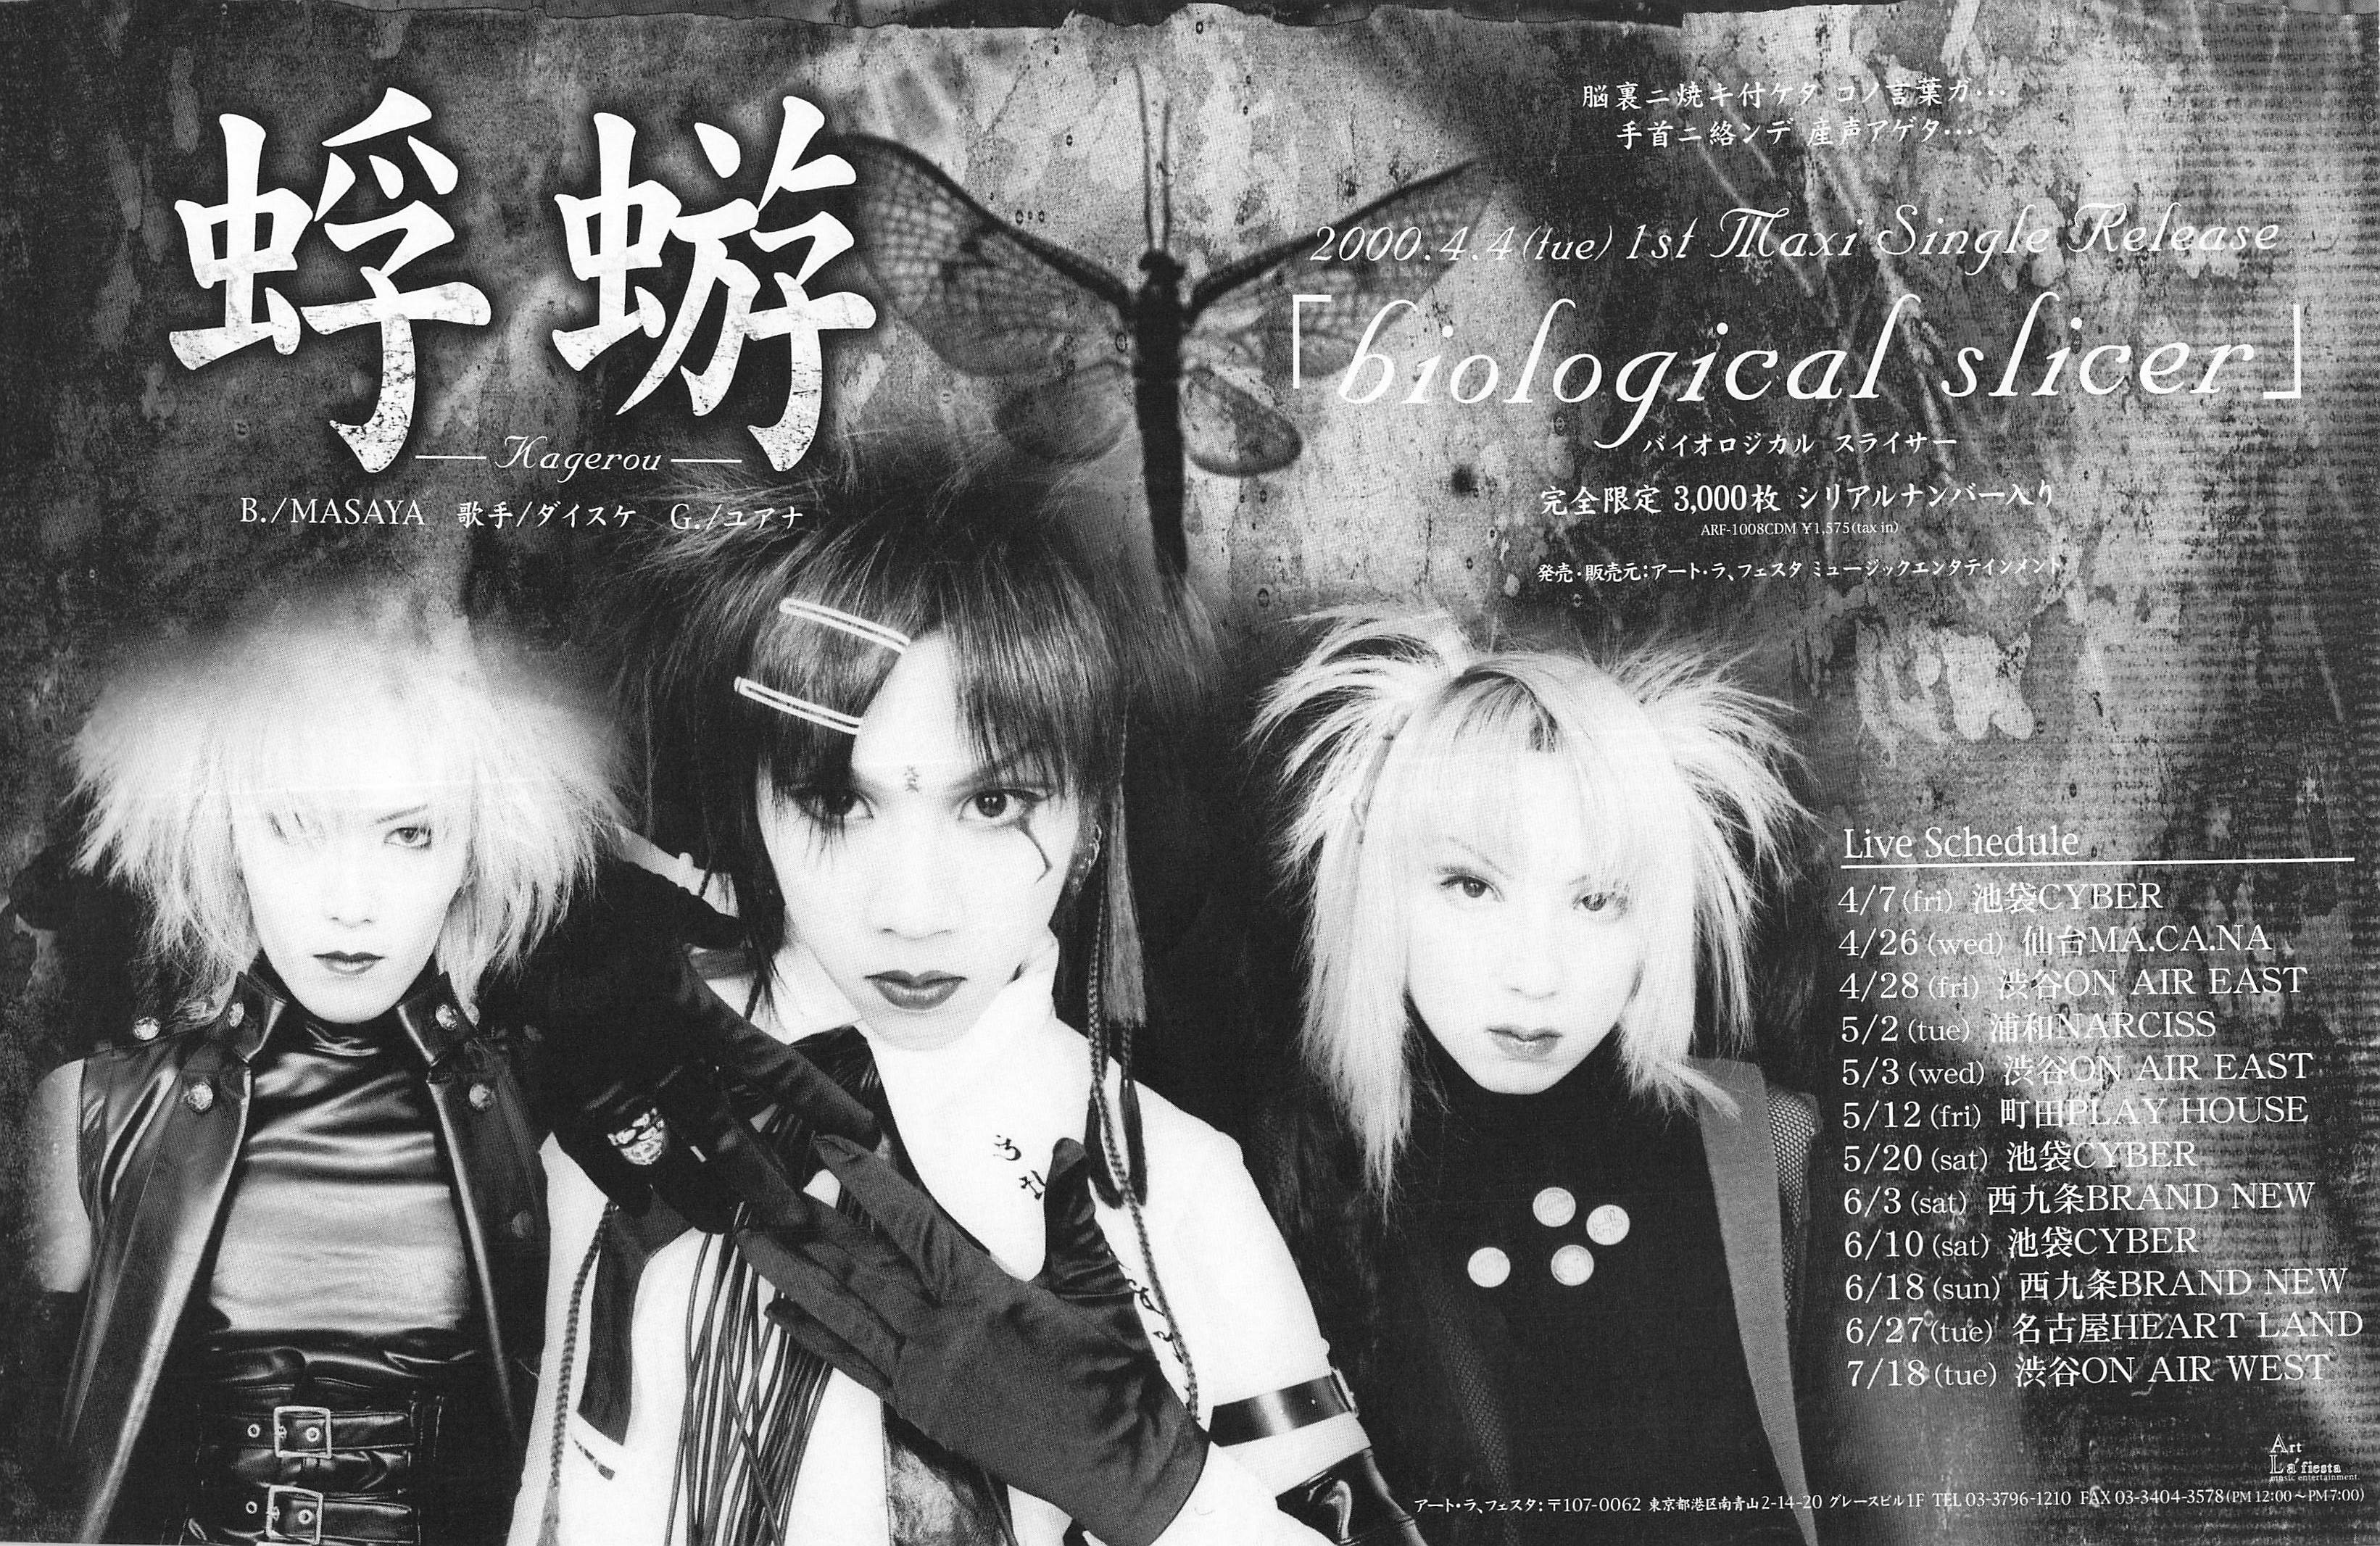 蜉蝣
Kagerou
B./MASAYA 歌手/ダイスケ G./ユアナ
脳裏ニ焼キ付ケタ コノ言葉ガ…
手首ニ絡ンデ 産声アゲタ…
2000.4.4(tue) 1st Maxi Single Release
「biological slicer」
バイオロジカル スライサー
完全限定 3,000枚 シリアルナンバー入り
ARF-1008CDM ¥1,575(tax in)
発売・販売元:アート・ラ、フェスタ ミュージックエンタテインメント
Live Schedule
4/7(fri) 池袋CYBER
4/26(wed) 仙台MA.CA.NA
4/28(fri) 渋谷ON AIR EAST
5/2(tue) 浦和NARCISS
5/3(wed) 渋谷ON AIR EAST
5/12(fri) 町田PLAY HOUSE
5/20(sat) 池袋CYBER
6/3(sat) 西九条BRAND NEW
6/10(sat) 池袋CYBER
6/18(sun) 西九条BRAND NEW
6/27(tue) 名古屋HEART LAND
7/18(tue) 渋谷ON AIR WEST
Art
La'fiesta
music entertainment
アート・ラ、フェスタ:〒107-0062 東京都港区南青山2-14-20 グレースビル1F TEL 03-3796-1210 FAX 03-3404-3578(PM 12:00~PM7:00)